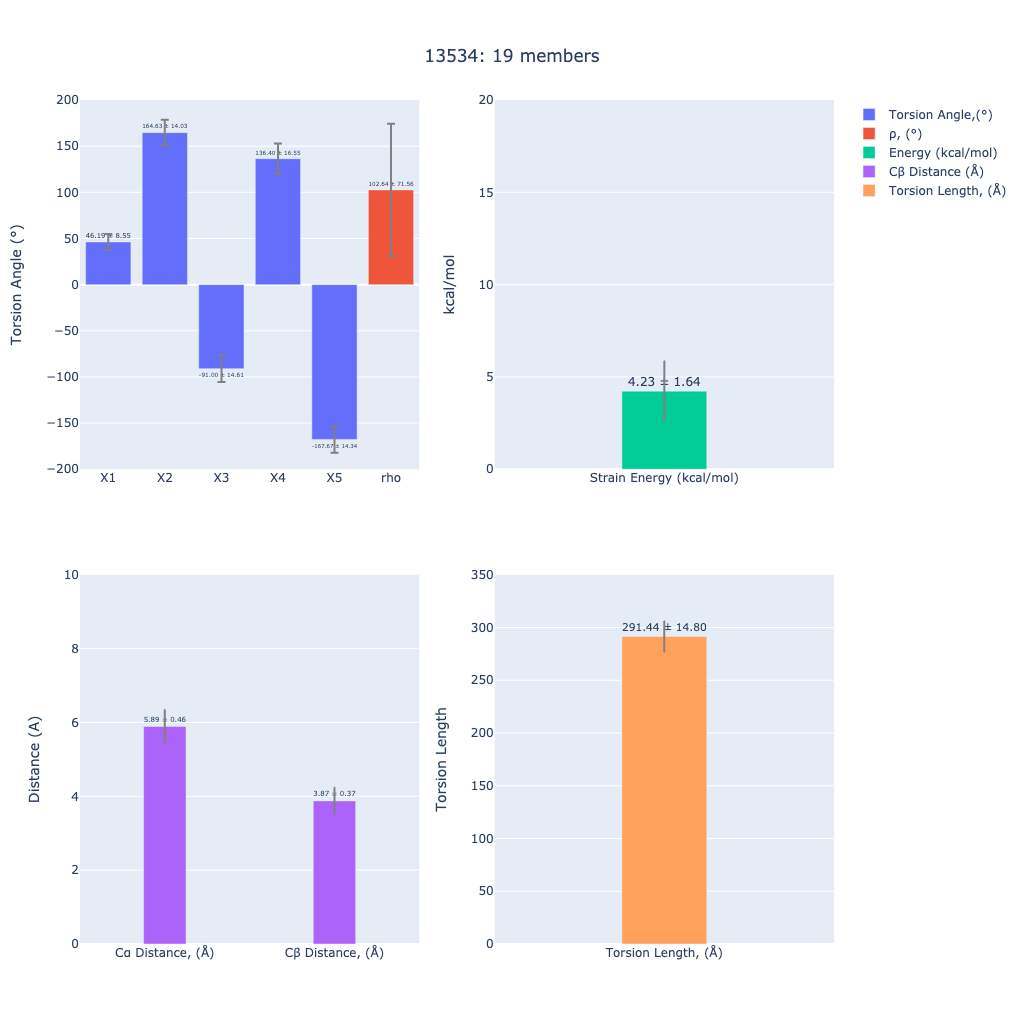 13534: 19 members
200
150
100
50
0
−50
−100
−150
−200
Torsion Angle (°)
46.19 ± 8.55
164.63 ± 14.03
-91.00 ± 14.61
136.40 ± 16.55
-167.67 ± 14.34
102.64 ± 71.56
X1 X2 X3 X4 X5 rho
20
15
10
5
0
kcal/mol
4.23 ± 1.64
Strain Energy (kcal/mol)
Torsion Angle,(°)
ρ, (°)
Energy (kcal/mol)
Cβ Distance (Å)
Torsion Length, (Å)
10
8
6
4
2
0
Distance (A)
5.89 ± 0.46
3.87 ± 0.37
Cα Distance, (Å) Cβ Distance, (Å)
350
300
250
200
150
100
50
0
Torsion Length
291.44 ± 14.80
Torsion Length, (Å)